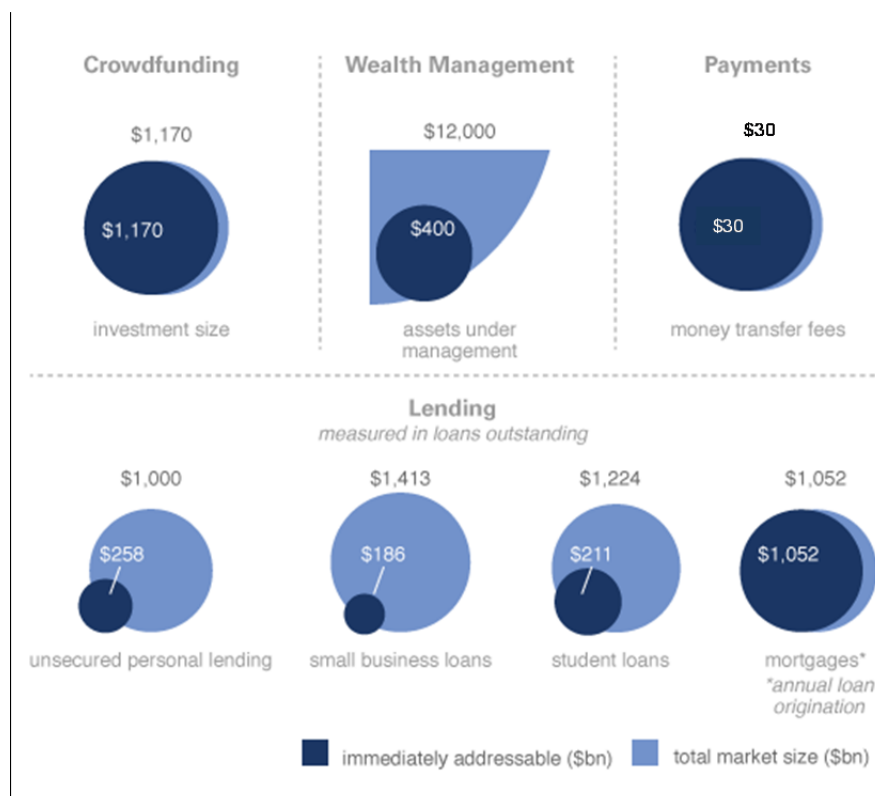 Crowdfunding
Wealth Management
Payments
$1,170
$12,000
$30
$1,170
$400
$30
investment size
assets under
management
money transfer fees
Lending
measured in loans outstanding
$1,000
$1,413
$1,224
$1,052
$258
$186
$211
$1,052
unsecured personal lending
small business loans
student loans
mortgages*
*annual loan
origination
immediately addressable ($bn)
total market size ($bn)